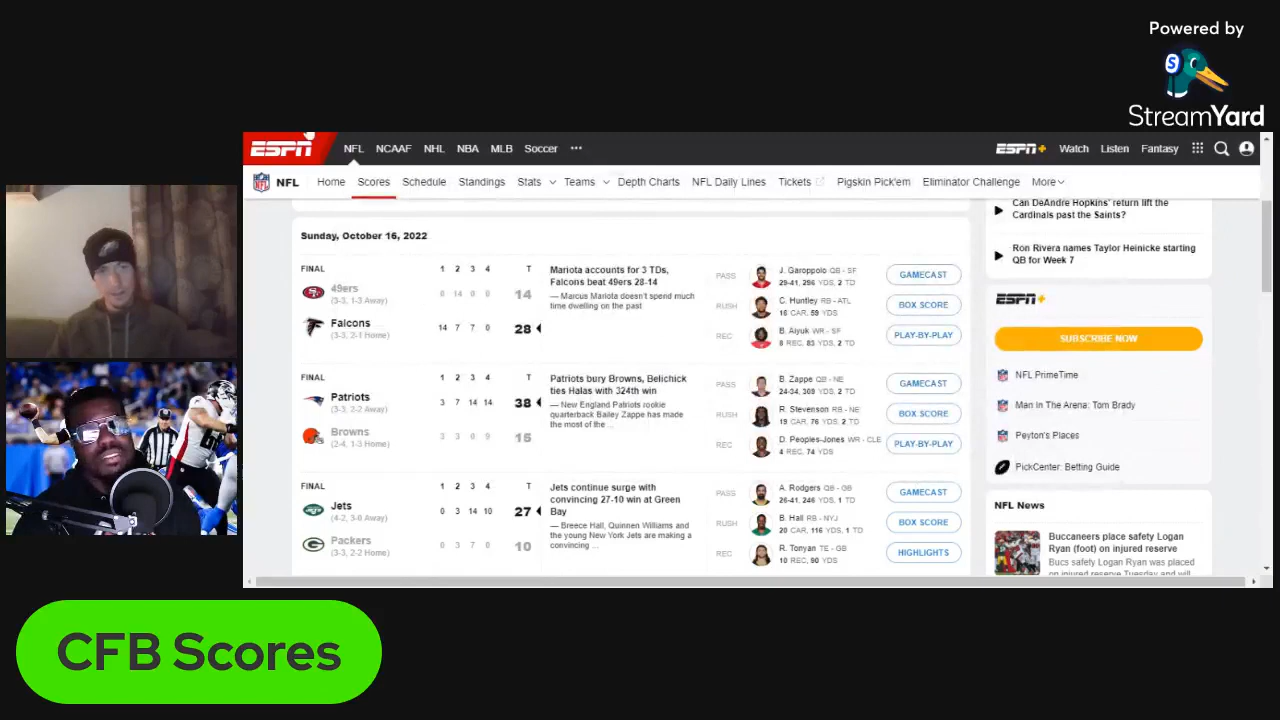 Powered by
StreamYard
ESPN NFL NCAAF NHL NBA MLB Soccer ••• ESPN+ Watch Listen Fantasy
NFL Home Scores Schedule Standings Stats Teams Depth Charts NFL Daily Lines Tickets Pigskin Pick'em Eliminator Challenge More
Sunday, October 16, 2022
FINAL 1 2 3 4 T
49ers 0 14 0 0 14
(3-3, 1-3 Away)
Falcons 14 7 7 0 28
(3-3, 2-1 Home)
Mariota accounts for 3 TDs,
Falcons beat 49ers 28-14
— Marcus Mariota doesn't spend much
time dwelling on the past
PASS J. Garoppolo QB - SF
29-41, 296 YDS, 2 TD
RUSH C. Huntley RB - ATL
16 CAR, 59 YDS
REC B. Aiyuk WR - SF
8 REC, 83 YDS, 2 TD
GAMECAST
BOX SCORE
PLAY-BY-PLAY
FINAL 1 2 3 4 T
Patriots 3 7 14 14 38
(3-3, 2-2 Away)
Browns 3 3 0 9 15
(2-4, 1-3 Home)
Patriots bury Browns, Belichick
ties Halas with 324th win
— New England Patriots rookie
quarterback Bailey Zappe has made
the most of the ...
PASS B. Zappe QB - NE
24-34, 309 YDS, 2 TD
RUSH R. Stevenson RB - NE
19 CAR, 76 YDS, 2 TD
REC D. Peoples-Jones WR - CLE
4 REC, 74 YDS
GAMECAST
BOX SCORE
PLAY-BY-PLAY
FINAL 1 2 3 4 T
Jets 0 3 14 10 27
(4-2, 3-0 Away)
Packers 0 3 7 0 10
(3-3, 2-2 Home)
Jets continue surge with
convincing 27-10 win at Green
Bay
— Breece Hall, Quinnen Williams and
the young New York Jets are making a
convincing ...
PASS A. Rodgers QB - GB
26-41, 246 YDS, 1 TD
RUSH B. Hall RB - NYJ
20 CAR, 116 YDS, 1 TD
REC R. Tonyan TE - GB
10 REC, 90 YDS
GAMECAST
BOX SCORE
HIGHLIGHTS
Can DeAndre Hopkins' return lift the
Cardinals past the Saints?
Ron Rivera names Taylor Heinicke starting
QB for Week 7
ESPN+
SUBSCRIBE NOW
NFL PrimeTime
Man In The Arena: Tom Brady
Peyton's Places
PickCenter: Betting Guide
NFL News
Buccaneers place safety Logan
Ryan (foot) on injured reserve
Bucs safety Logan Ryan was placed
on injured reserve Tuesday and will
CFB Scores